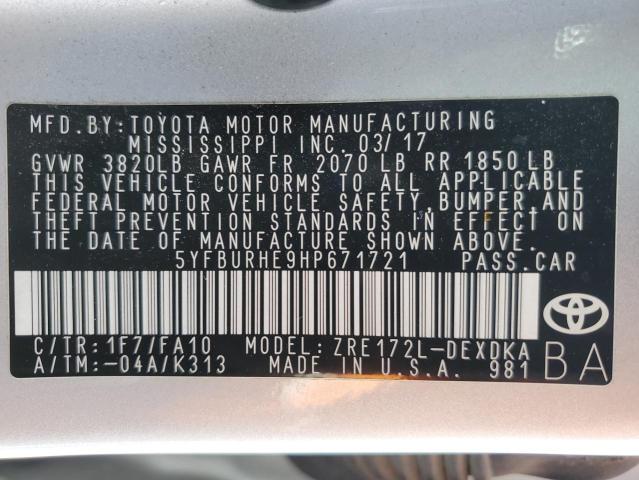 MFD.BY:TOYOTA MOTOR MANUFACTURING
MISSISSIPPI INC. 03/17
GVWR 3820LB GAWR FR 2070 LB RR 1850 LB
THIS VEHICLE CONFORMS TO ALL APPLICABLE
FEDERAL MOTOR VEHICLE SAFETY,BUMPER,AND
THEFT PREVENTION STANDARDS IN EFFECT ON
THE DATE OF MANUFACTURE SHOWN ABOVE.
5YFBURHE9HP671721 PASS.CAR
C/TR:1F7/FA10 MODEL: ZRE172L-DEXDKA
A/TM:-04A/K313 MADE IN U.S.A. 981
BA